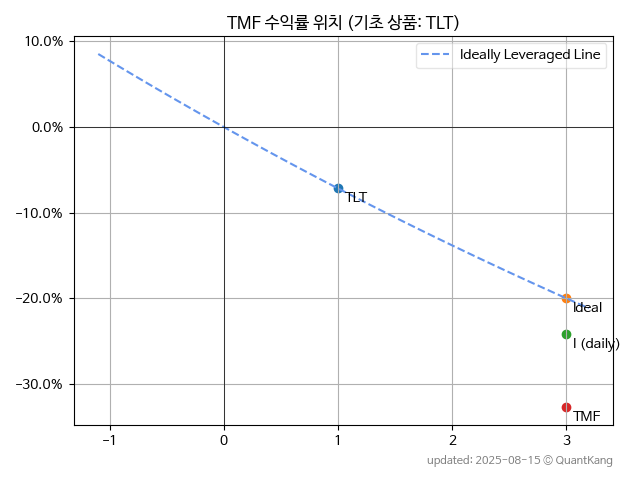 TMF 수익률 위치 (기초 상품: TLT)
Ideally Leveraged Line
10.0%
0.0%
-10.0%
-20.0%
-30.0%
TLT
Ideal
I (daily)
TMF
-1
0
1
2
3
updated: 2025-08-15 © QuantKang